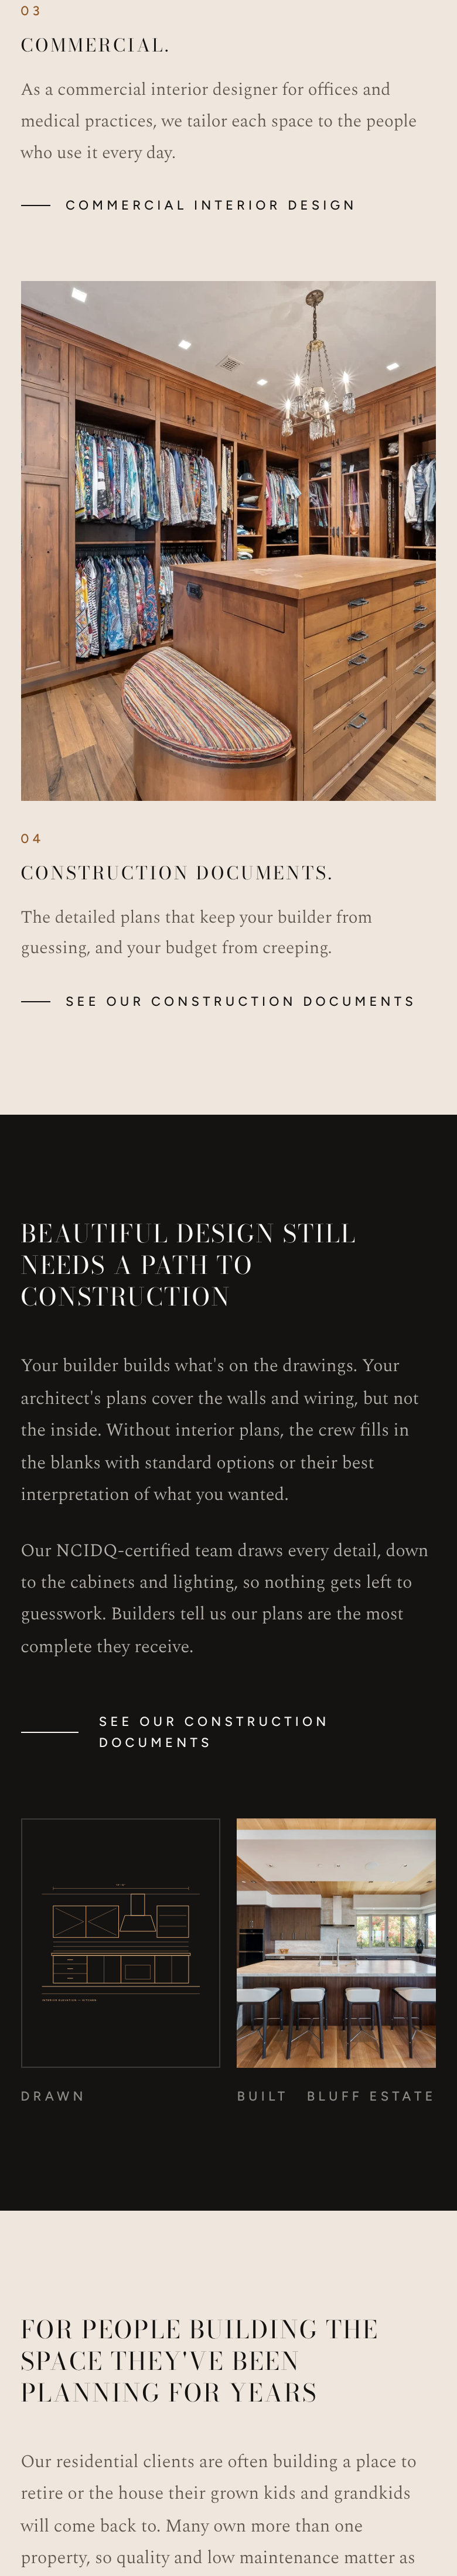 03
COMMERCIAL.
As a commercial interior designer for offices and
medical practices, we tailor each space to the people
who use it every day.
COMMERCIAL INTERIOR DESIGN
04
CONSTRUCTION DOCUMENTS.
The detailed plans that keep your builder from
guessing, and your budget from creeping.
SEE OUR CONSTRUCTION DOCUMENTS
BEAUTIFUL DESIGN STILL
NEEDS A PATH TO
CONSTRUCTION
Your builder builds what's on the drawings. Your
architect's plans cover the walls and wiring, but not
the inside. Without interior plans, the crew fills in
the blanks with standard options or their best
interpretation of what you wanted.
Our NCIDQ-certified team draws every detail, down
to the cabinets and lighting, so nothing gets left to
guesswork. Builders tell us our plans are the most
complete they receive.
SEE OUR CONSTRUCTION
DOCUMENTS
DRAWN
BUILT BLUFF ESTATE
FOR PEOPLE BUILDING THE
SPACE THEY'VE BEEN
PLANNING FOR YEARS
Our residential clients are often building a place to
retire or the house their grown kids and grandkids
will come back to. Many own more than one
property, so quality and low maintenance matter as